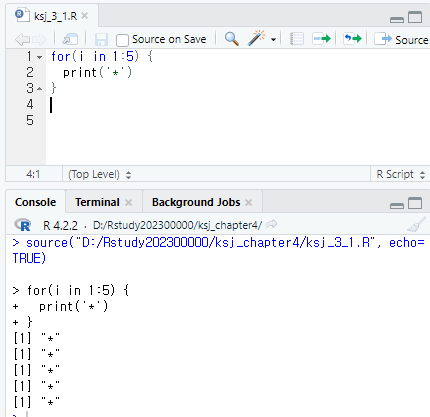 ksj_3_1.R
Source on Save
Source
1 for(i in 1:5) {
2   print('*')
3 }
4
5
4:1 (Top Level) R Script
Console Terminal Background Jobs
R 4.2.2 · D:/Rstudy202300000/ksj_chapter4/
> source("D:/Rstudy202300000/ksj_chapter4/ksj_3_1.R", echo=
TRUE)
> for(i in 1:5) {
+   print('*')
+ }
[1] "*"
[1] "*"
[1] "*"
[1] "*"
[1] "*"
>